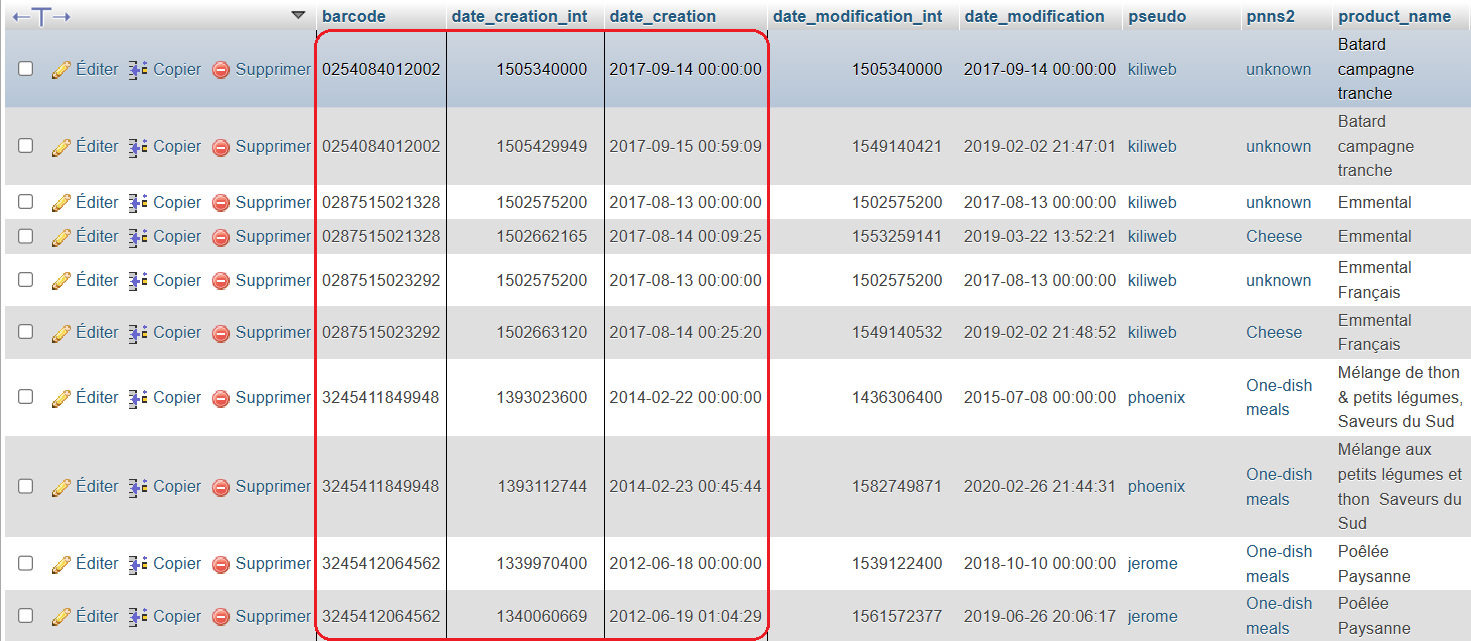 barcode date_creation_int date_creation date_modification_int date_modification pseudo pnns2 product_name
Éditer Copier Supprimer 0254084012002 1505340000 2017-09-14 00:00:00 1505340000 2017-09-14 00:00:00 kiliweb unknown Batard
campagne
tranche
Éditer Copier Supprimer 0254084012002 1505429949 2017-09-15 00:59:09 1549140421 2019-02-02 21:47:01 kiliweb unknown Batard
campagne
tranche
Éditer Copier Supprimer 0287515021328 1502575200 2017-08-13 00:00:00 1502575200 2017-08-13 00:00:00 kiliweb unknown Emmental
Éditer Copier Supprimer 0287515021328 1502662165 2017-08-14 00:09:25 1553259141 2019-03-22 13:52:21 kiliweb Cheese Emmental
Éditer Copier Supprimer 0287515023292 1502575200 2017-08-13 00:00:00 1502575200 2017-08-13 00:00:00 kiliweb unknown Emmental
Français
Éditer Copier Supprimer 0287515023292 1502663120 2017-08-14 00:25:20 1549140532 2019-02-02 21:48:52 kiliweb Cheese Emmental
Français
Éditer Copier Supprimer 3245411849948 1393023600 2014-02-22 00:00:00 1436306400 2015-07-08 00:00:00 phoenix One-dish
meals
Mélange de thon
& petits légumes,
Saveurs du Sud
Éditer Copier Supprimer 3245411849948 1393112744 2014-02-23 00:45:44 1582749871 2020-02-26 21:44:31 phoenix One-dish
meals
Mélange aux
petits légumes et
thon Saveurs du
Sud
Éditer Copier Supprimer 3245412064562 1339970400 2012-06-18 00:00:00 1539122400 2018-10-10 00:00:00 jerome One-dish
meals
Poêlée
Paysanne
Éditer Copier Supprimer 3245412064562 1340060669 2012-06-19 01:04:29 1561572377 2019-06-26 20:06:17 jerome One-dish
meals
Poêlée
Paysanne